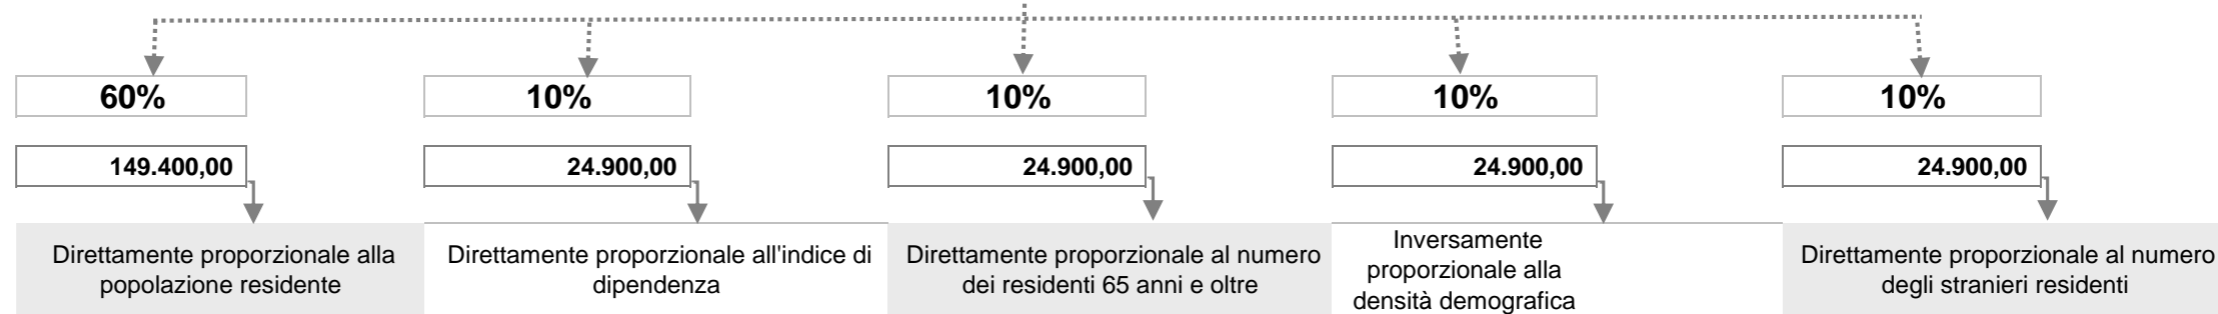 60%
10%
10%
10%
10%
149.400,00
24.900,00
24.900,00
24.900,00
24.900,00
Direttamente proporzionale alla
popolazione residente
Direttamente proporzionale all'indice di
dipendenza
Direttamente proporzionale al numero
dei residenti 65 anni e oltre
Inversamente
proporzionale alla
densità demografica
Direttamente proporzionale al numero
degli stranieri residenti